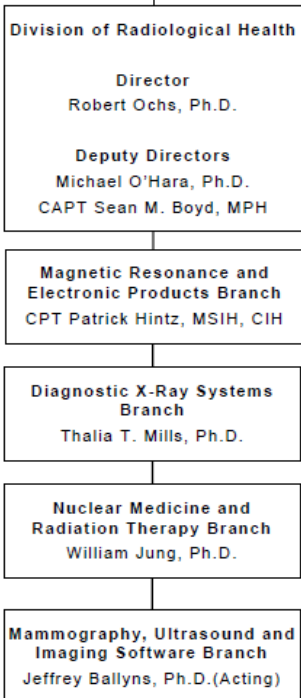 Division of Radiological Health
Director
Robert Ochs, Ph.D.
Deputy Directors
Michael O'Hara, Ph.D.
CAPT Sean M. Boyd, MPH
Magnetic Resonance and
Electronic Products Branch
CPT Patrick Hintz, MSIH, CIH
Diagnostic X-Ray Systems
Branch
Thalia T. Mills, Ph.D.
Nuclear Medicine and
Radiation Therapy Branch
William Jung, Ph.D.
Mammography, Ultrasound and
Imaging Software Branch
Jeffrey Ballyns, Ph.D.(Acting)